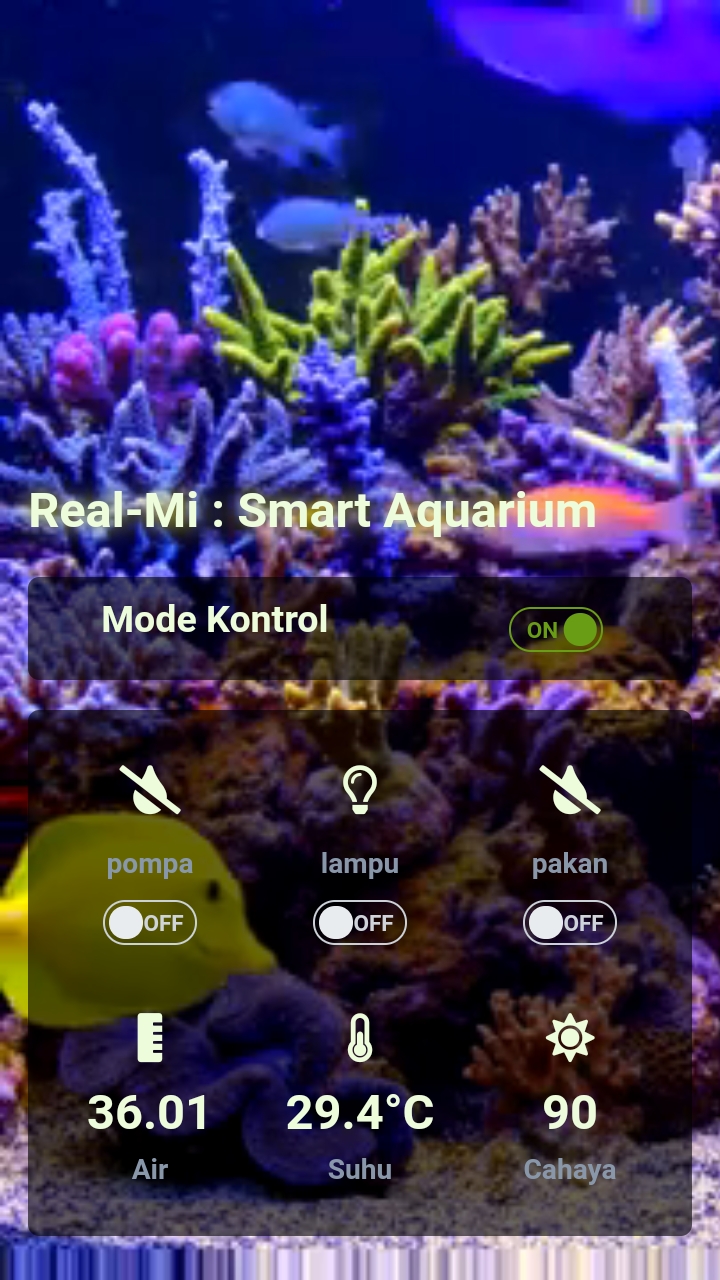 Real-Mi : Smart Aquarium
Mode Kontrol
ON
pompa lampu pakan
OFF OFF OFF
36.01 29.4°C 90
Air Suhu Cahaya